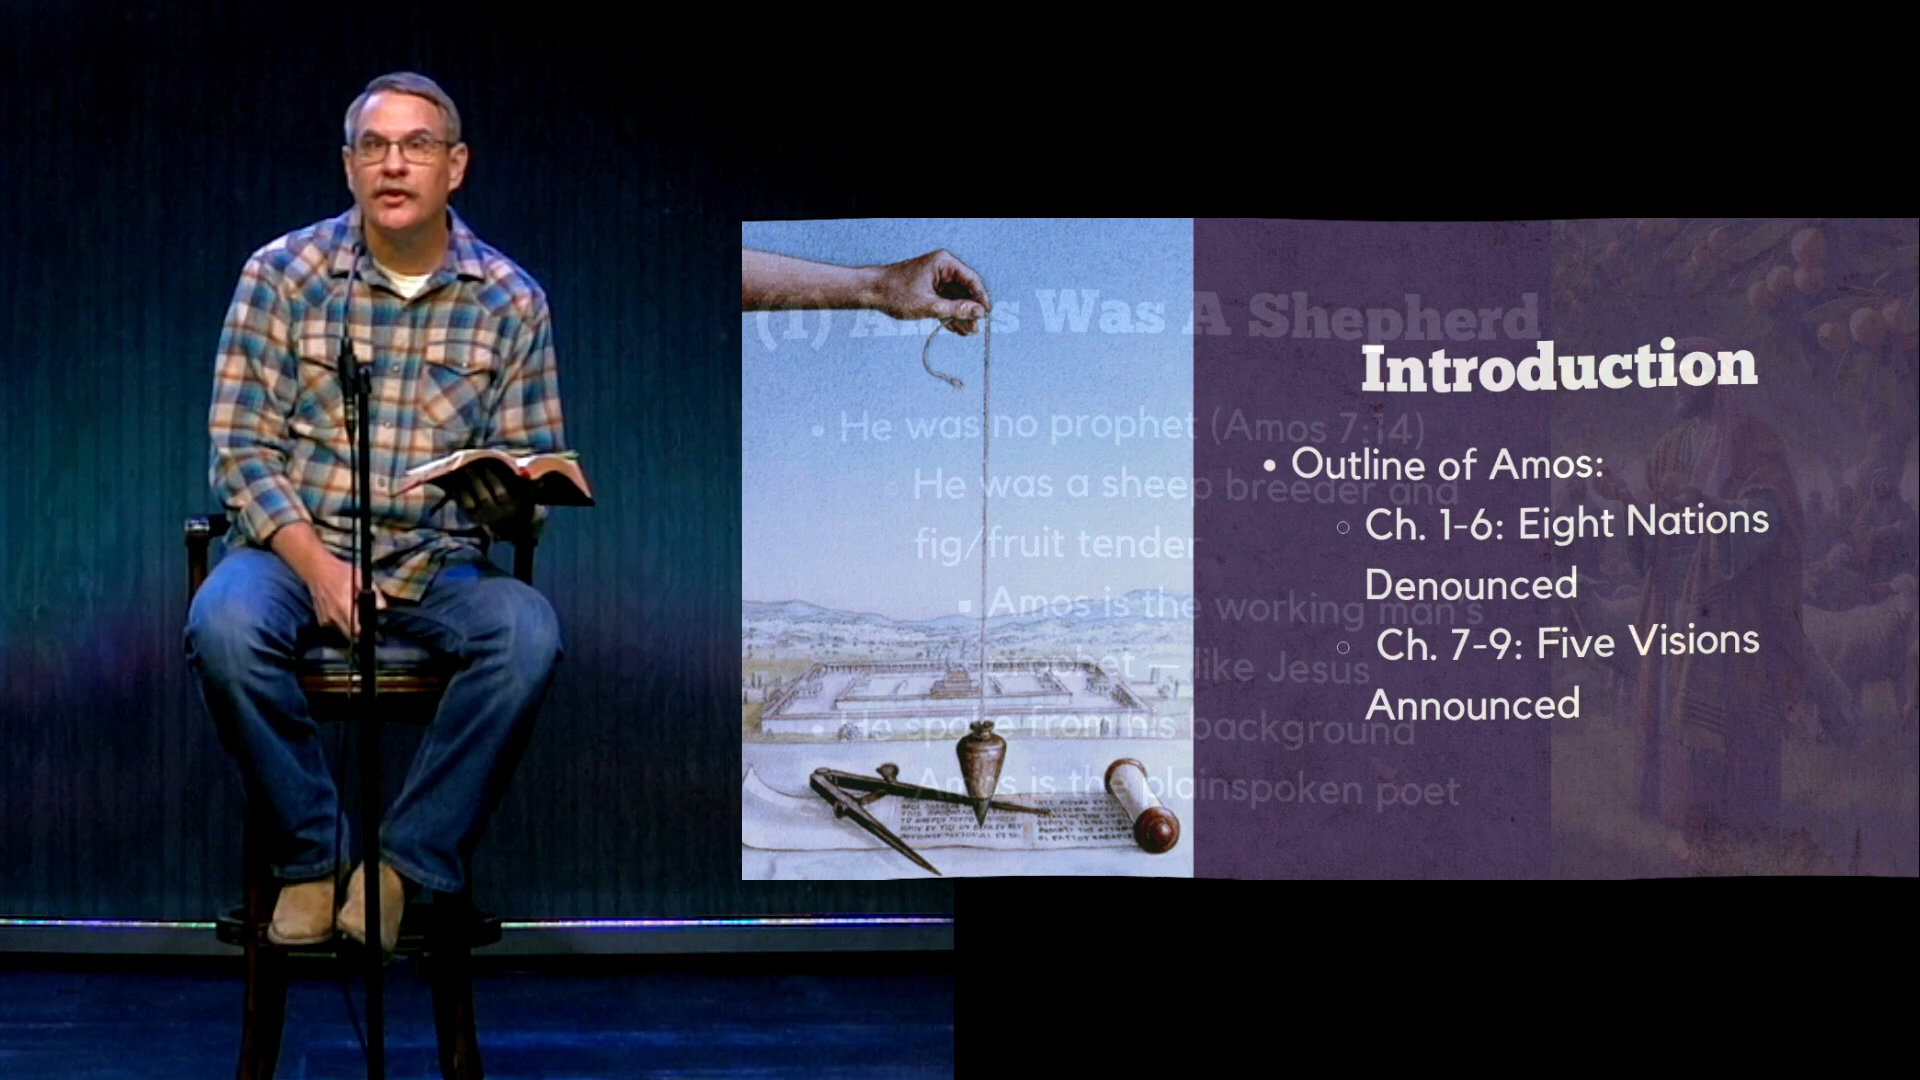 Introduction
• Outline of Amos:
◦ Ch. 1-6: Eight Nations
Denounced
◦ Ch. 7-9: Five Visions
Announced
(1) Amos Was A Shepherd
• He was no prophet (Amos 7:14)
He was a sheep breeder and
fig/fruit tender
▪ Amos is the working man's
prophet — like Jesus
• He spoke from his background
Amos is the plainspoken poet